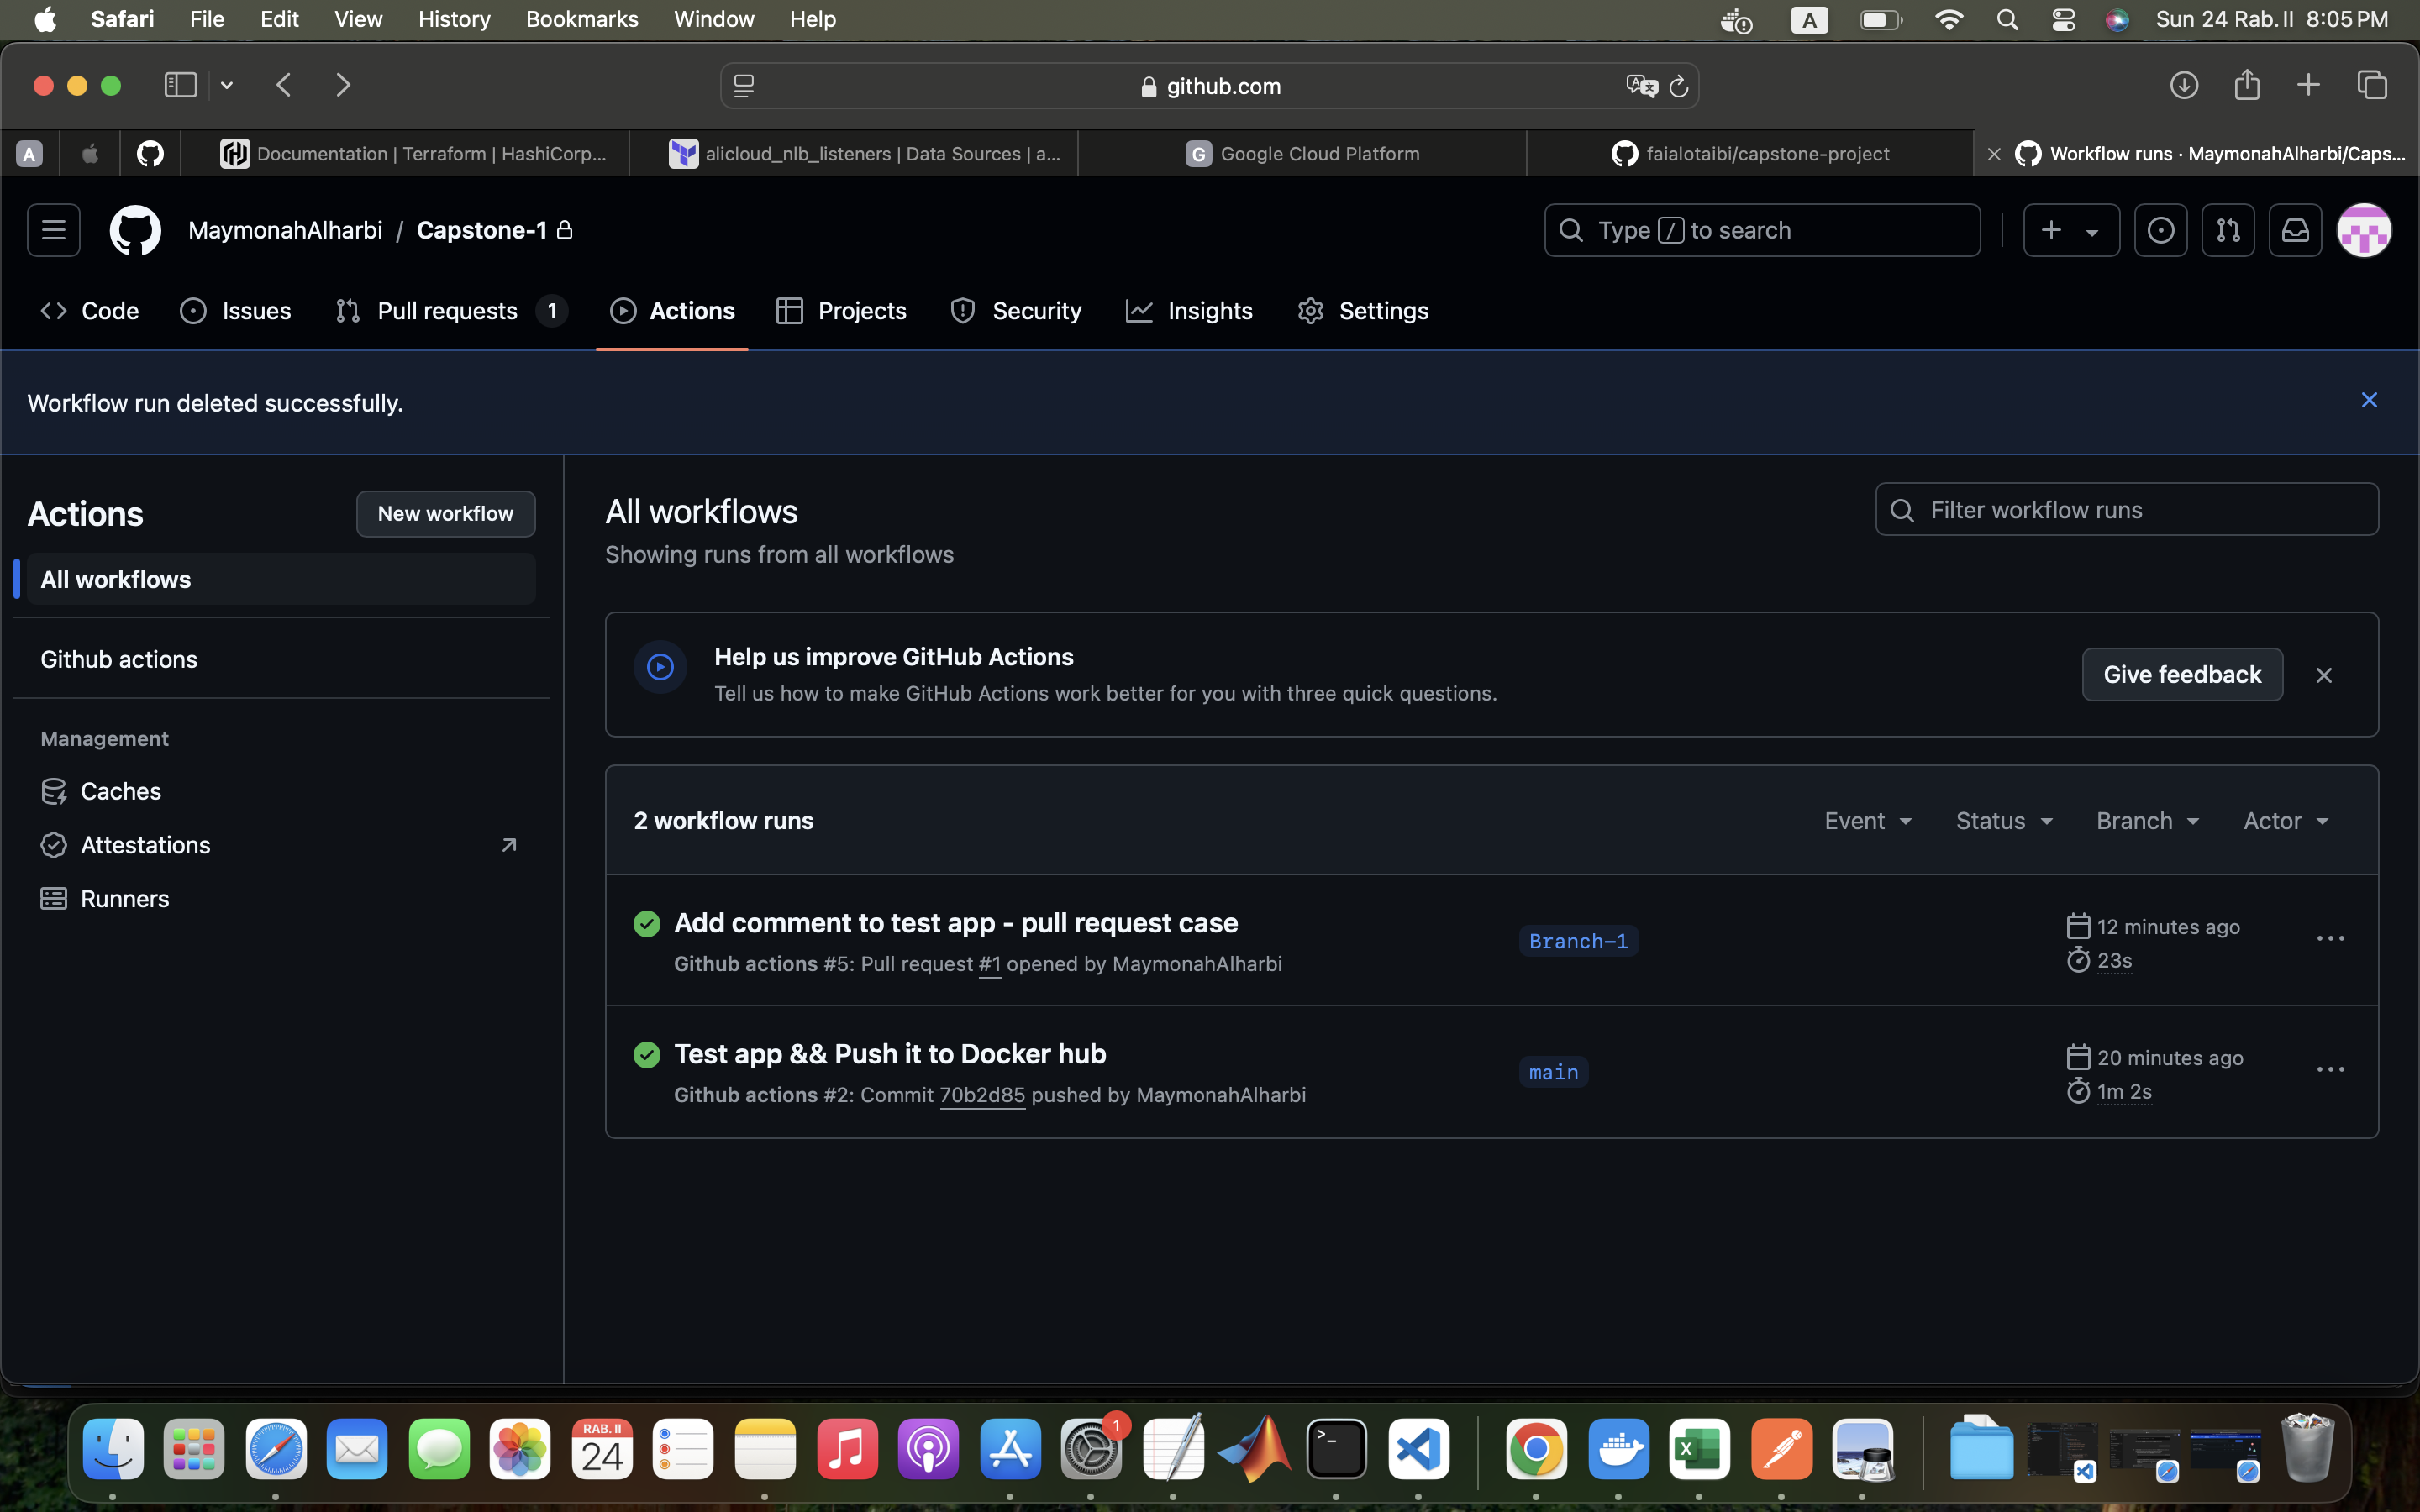 Safari File Edit View History Bookmarks Window Help
A Sun 24 Rab. II 8:05 PM
github.com
A
Documentation | Terraform | HashiCorp...
alicloud_nlb_listeners | Data Sources | a...
G Google Cloud Platform
faialotaibi/capstone-project
Workflow runs · MaymonahAlharbi/Caps...
MaymonahAlharbi / Capstone-1
Type / to search
Code
Issues
Pull requests 1
Actions
Projects
Security
Insights
Settings
Workflow run deleted successfully.
Actions
New workflow
All workflows
Github actions
Management
Caches
Attestations
Runners
All workflows
Showing runs from all workflows
Filter workflow runs
Help us improve GitHub Actions
Tell us how to make GitHub Actions work better for you with three quick questions.
Give feedback
2 workflow runs
Event Status Branch Actor
Add comment to test app - pull request case
Github actions #5: Pull request #1 opened by MaymonahAlharbi
Branch-1
12 minutes ago
23s
Test app && Push it to Docker hub
Github actions #2: Commit 70b2d85 pushed by MaymonahAlharbi
main
20 minutes ago
1m 2s
RAB. II
24
1
>_
X